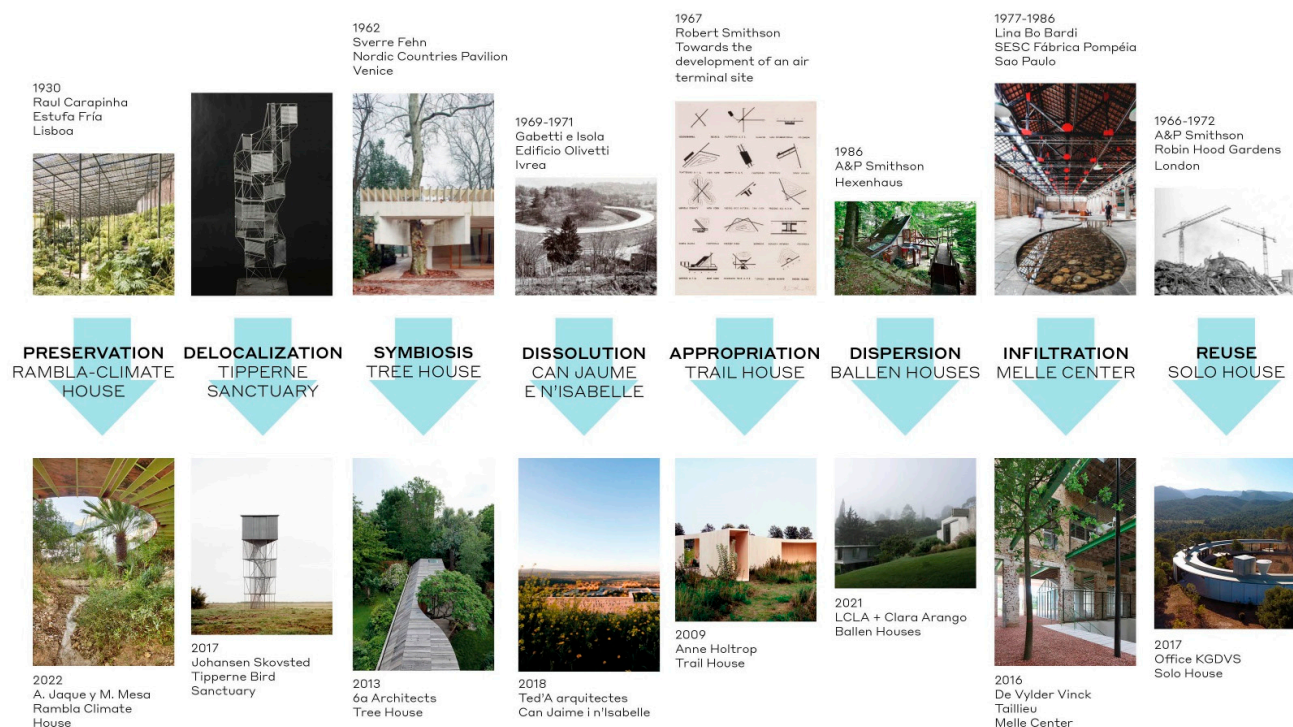 1930
Raul Carapinha
Estufa Fría
Lisboa
1962
Sverre Fehn
Nordic Countries Pavilion
Venice
1969-1971
Gabetti e Isola
Edificio Olivetti
Ivrea
1967
Robert Smithson
Towards the
development of an air
terminal site
1986
A&P Smithson
Hexenhaus
1977-1986
Lina Bo Bardi
SESC Fábrica Pompéia
Sao Paulo
1966-1972
A&P Smithson
Robin Hood Gardens
London
PRESERVATION
RAMBLA-CLIMATE
HOUSE
DELOCALIZATION
TIPPERNE
SANCTUARY
SYMBIOSIS
TREE HOUSE
DISSOLUTION
CAN JAUME
E N'ISABELLE
APPROPRIATION
TRAIL HOUSE
DISPERSION
BALLEN HOUSES
INFILTRATION
MELLE CENTER
REUSE
SOLO HOUSE
2022
A. Jaque y M. Mesa
Rambla Climate
House
2017
Johansen Skovsted
Tipperne Bird
Sanctuary
2013
6a Architects
Tree House
2018
Ted'A arquitectes
Can Jaime i n'Isabelle
2009
Anne Holtrop
Trail House
2021
LCLA + Clara Arango
Ballen Houses
2016
De Vylder Vinck
Taillieu
Melle Center
2017
Office KGDVS
Solo House